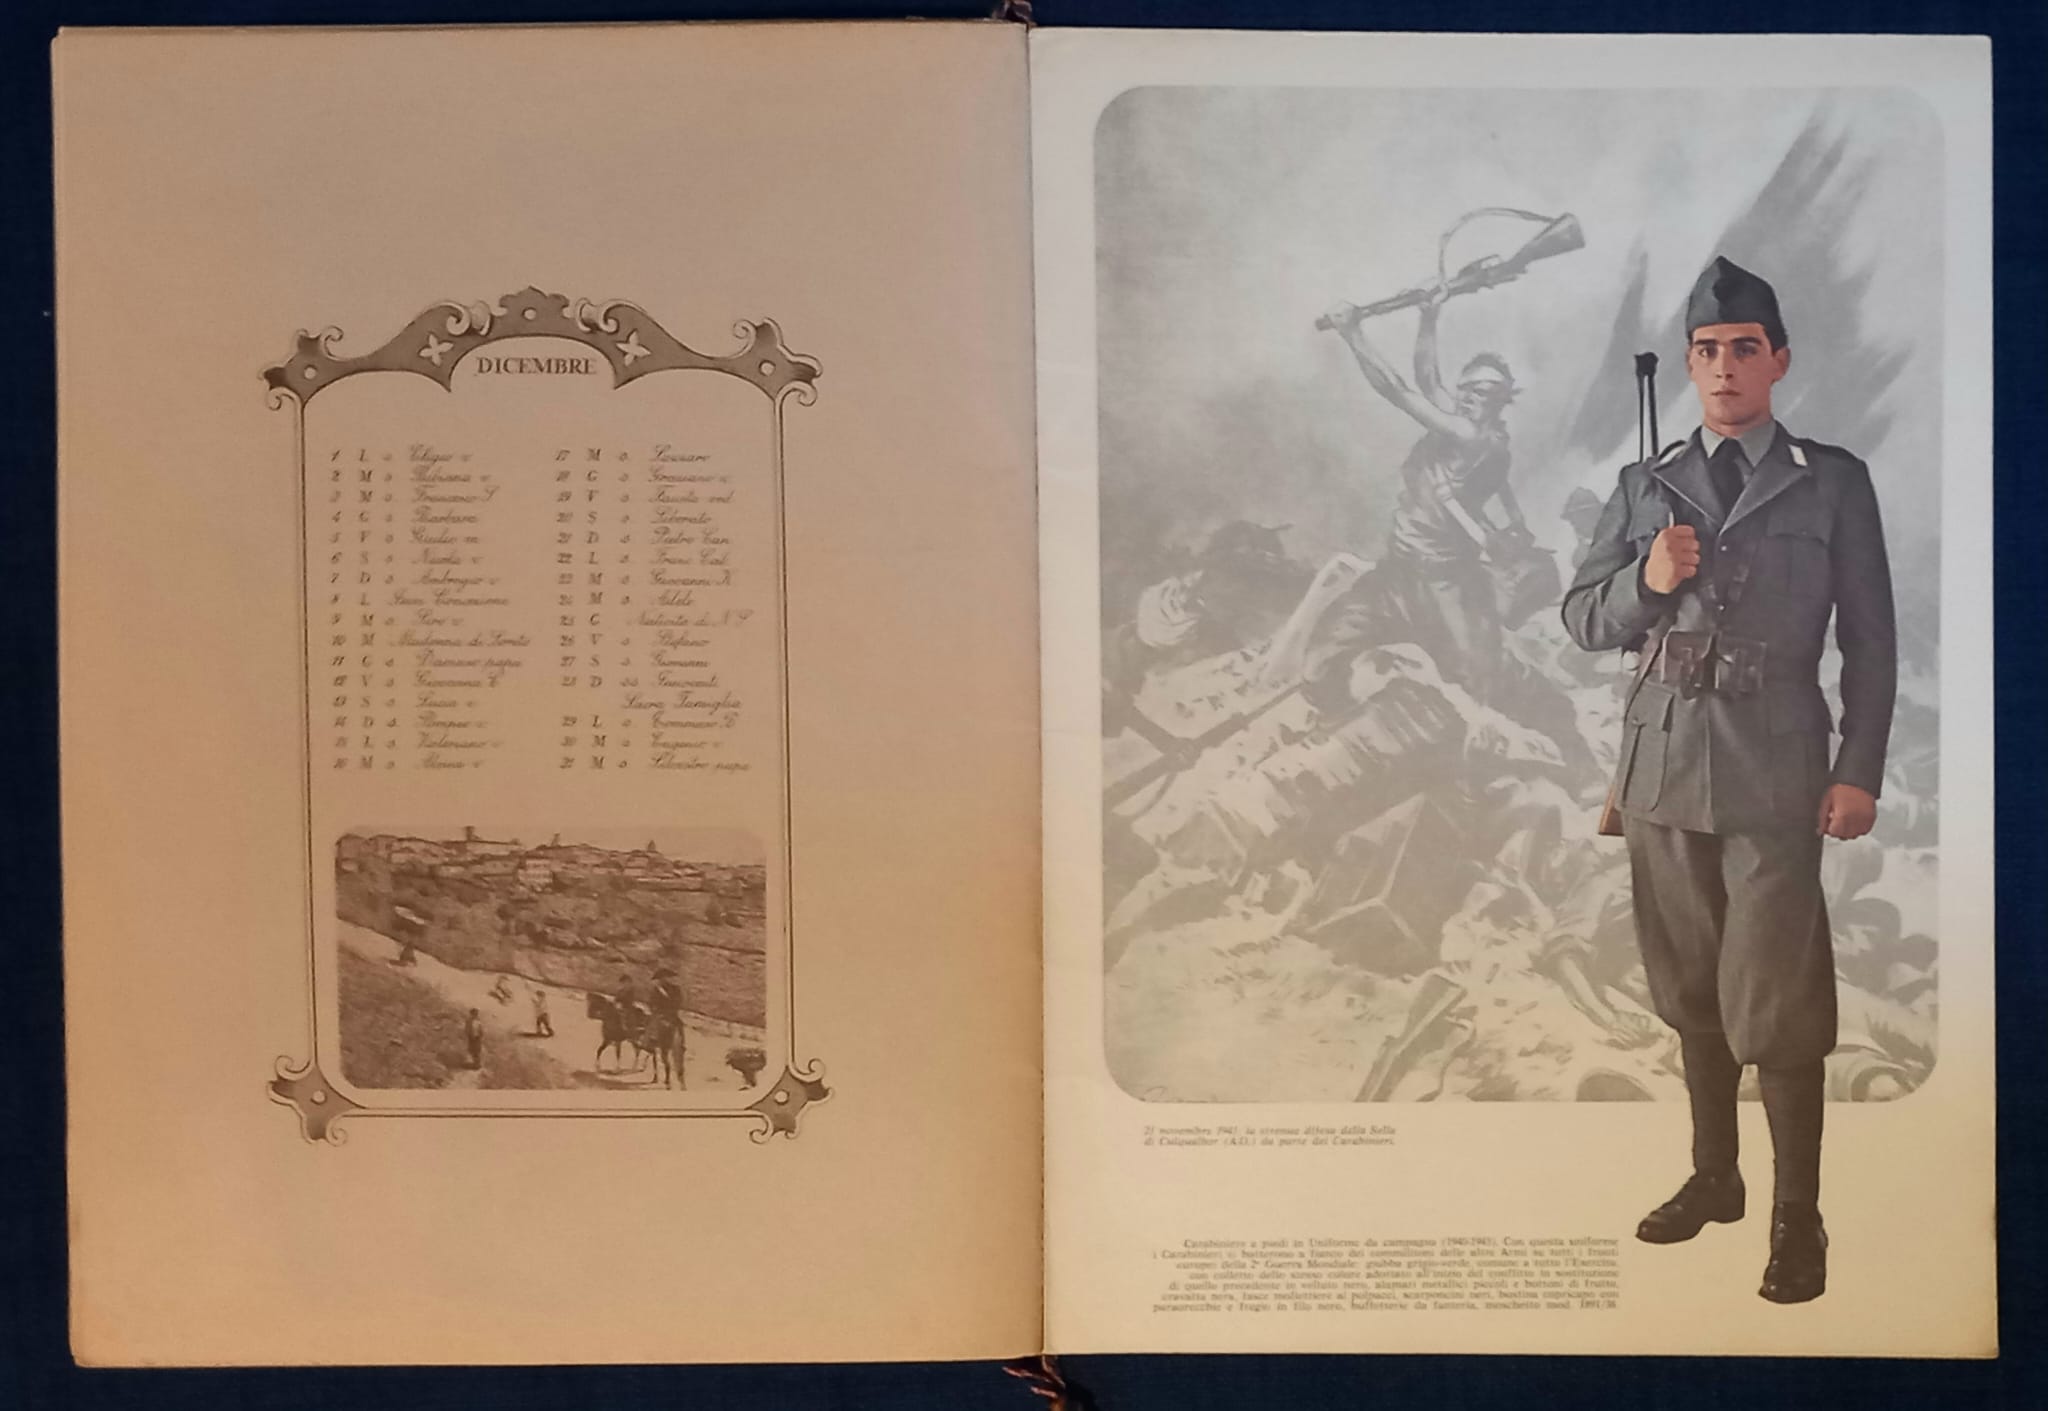 DICEMBRE
1 L s. Eligio v.
2 M s. Bibiana v.
3 M s. Francesco S.
4 G s. Barbara
5 V s. Giulio m.
6 S s. Nicola v.
7 D s. Ambrogio v.
8 L Imm. Concezione
9 M s. Siro v.
10 M Madonna di Loreto
11 G s. Damaso papa
12 V s. Giovanna C.
13 S s. Lucia v.
14 D s. Pompeo v.
15 L s. Valeriano v.
16 M s. v.
17 M s. Lazzaro
18 G s. Graziano v.
19 V s. Fausta ved.
20 S s. Liberato
21 D s. Pietro Can.
22 L s. Franc. Cab.
23 M s. Giovanni K.
24 M s. Adele
25 G Natività di N. S.
26 V s. Stefano
27 S s. Giovanni
28 D ss. Innocenti
Sacra Famiglia
29 L s. Tommaso B.
30 M s. Eugenio v.
31 M s. Silvestro papa
21 novembre 1941: la strenua difesa della Sella
di Culqualber (A.O.) da parte dei Carabinieri.
Carabiniere a piedi in Uniforme da campagna (1940-1945). Con questa uniforme
i Carabinieri si batterono a fianco dei commilitoni delle altre Armi su tutti i fronti
europei della 2ª Guerra Mondiale: giubba grigio-verde, comune a tutto l'Esercito,
con colletto dello stesso colore adottato all'inizio del conflitto in sostituzione
di quello precedente in velluto nero, alamari metallici piccoli e bottoni di frutto,
cravatta nera, fasce mollettiere ai polpacci, scarponcini neri, bustina copricapo con
paraorecchie e fregio in filo nero, buffetterie da fanteria, moschetto mod. 1891/38.